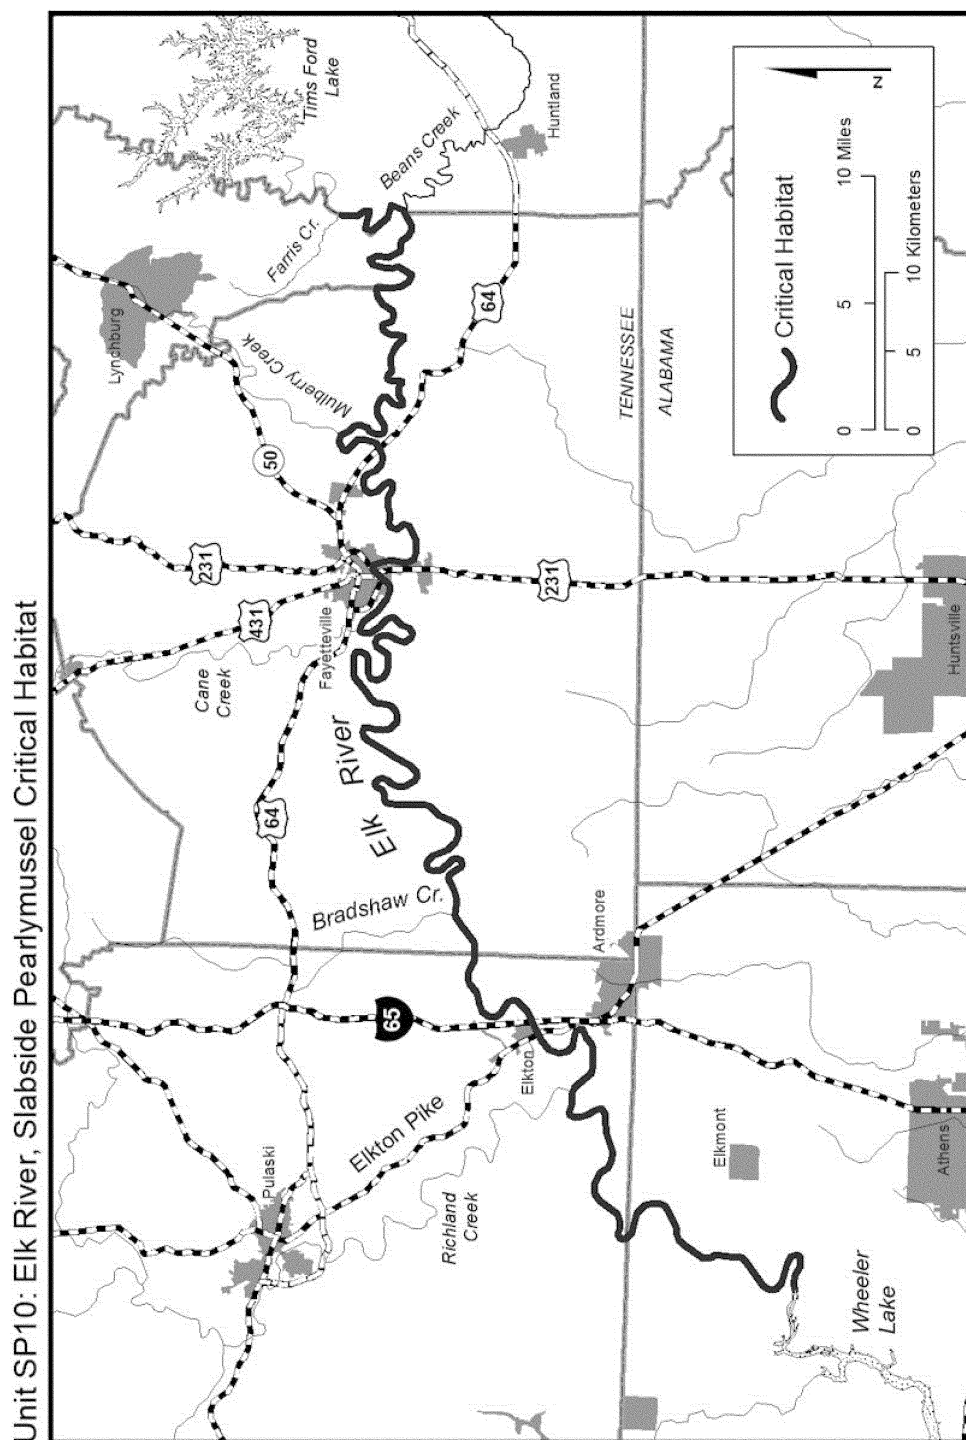 Unit SP10: Elk River, Slabside Pearlymussel Critical Habitat
Pulaski
Elkton Pike
Richland
Creek
65
64
Bradshaw Cr.
Elk
River
Cane
Creek
431
231
Fayetteville
50
Lynchburg
Mulberry Creek
Farris Cr.
Tims Ford
Lake
Beans Creek
Huntland
64
231
Elkton
Ardmore
Elkmont
Athens
Wheeler
Lake
Huntsville
TENNESSEE
ALABAMA
Critical Habitat
0
5
10 Miles
0
5
10 Kilometers
N